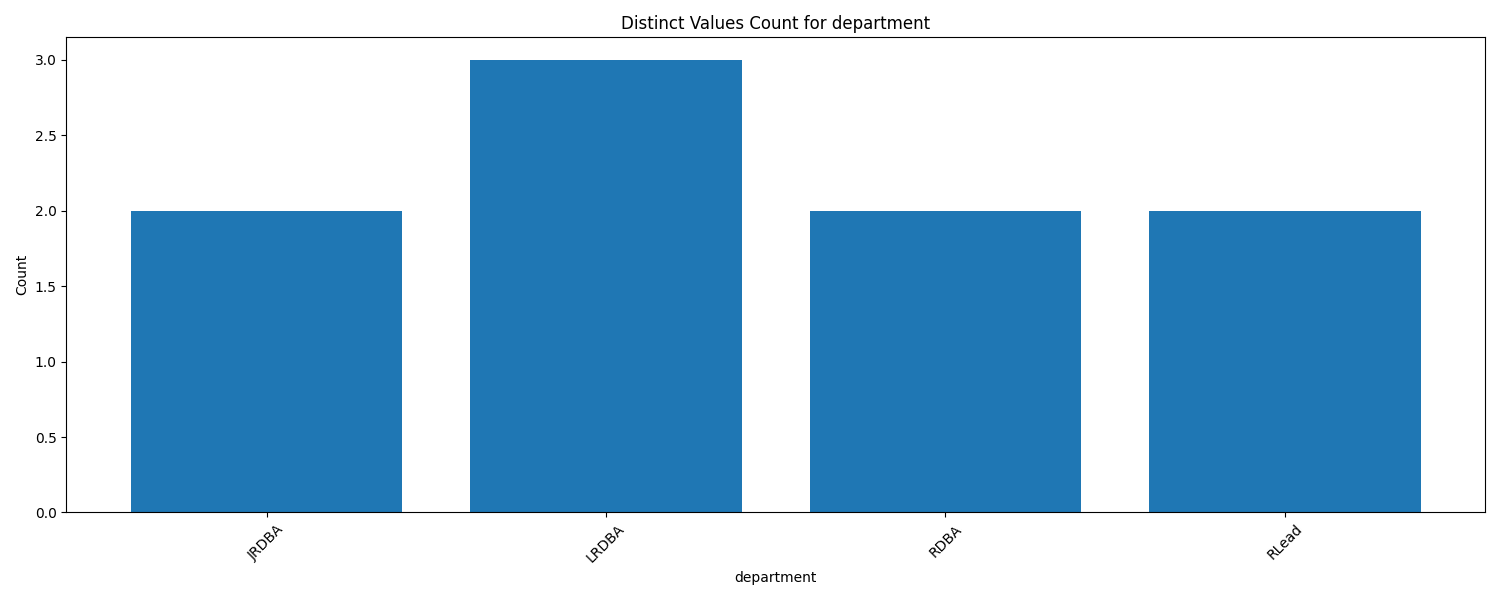 Distinct Values Count for department
3.0
2.5
2.0
1.5
1.0
0.5
0.0
Count
JRDBA
LRDBA
RDBA
RLead
department